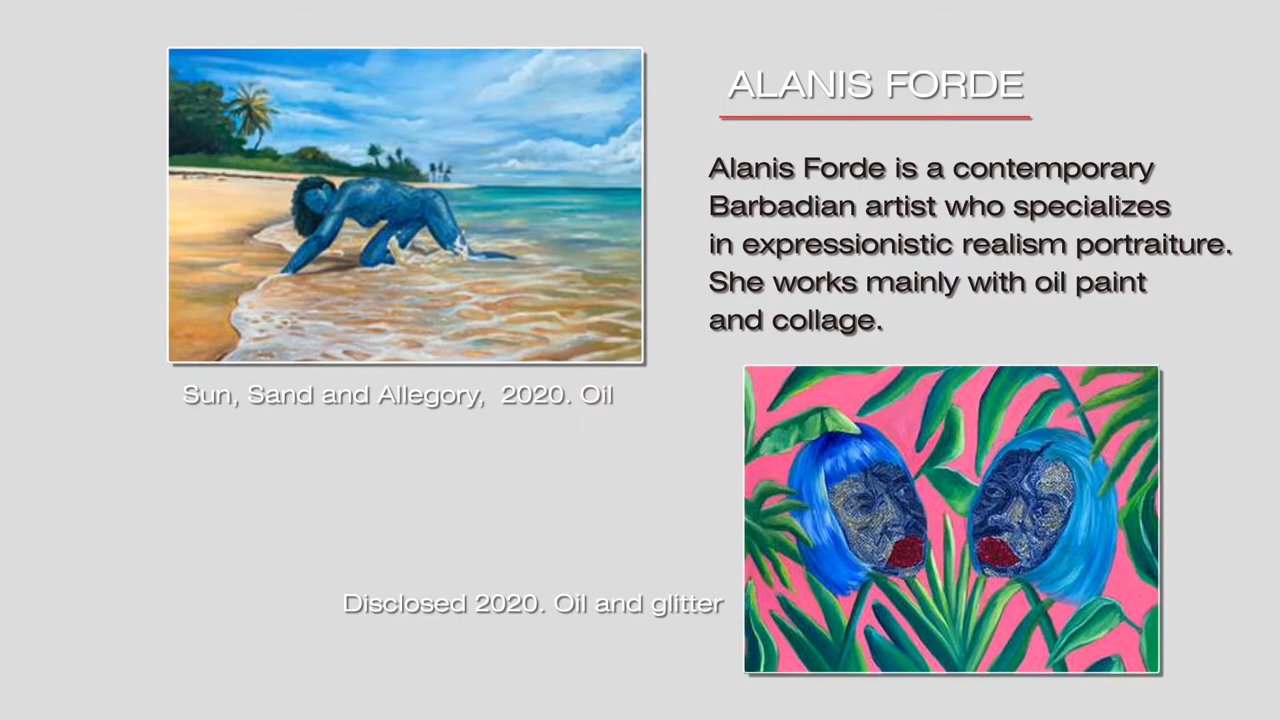 ALANIS FORDE
Alanis Forde is a contemporary
Barbadian artist who specializes
in expressionistic realism portraiture.
She works mainly with oil paint
and collage.
Sun, Sand and Allegory, 2020. Oil
Disclosed 2020. Oil and glitter